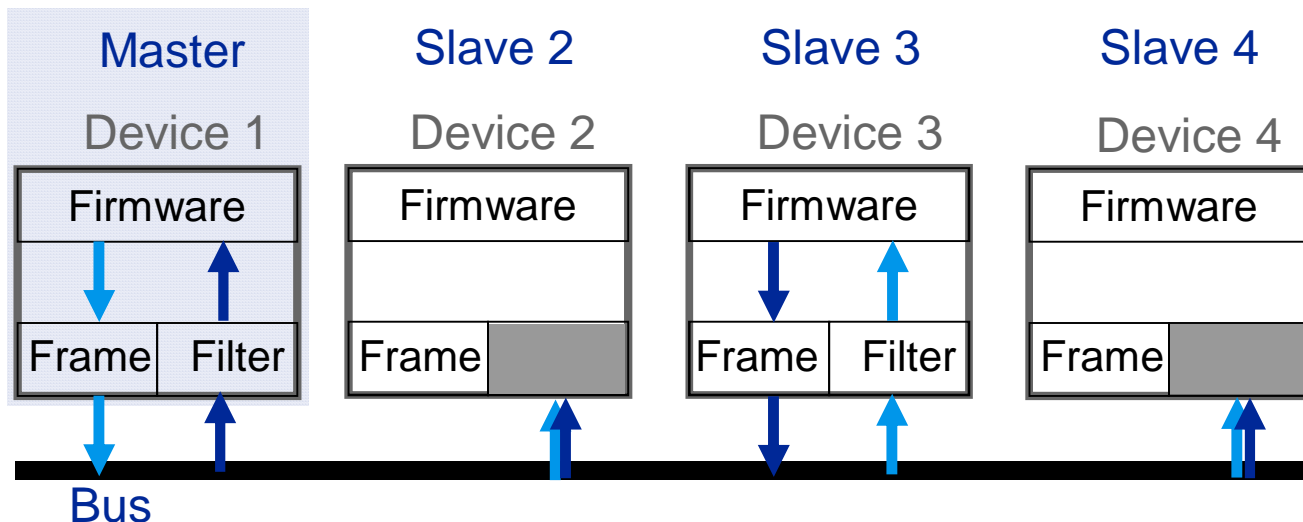 Master Slave 2 Slave 3 Slave 4
Device 1 Device 2 Device 3 Device 4
Firmware Firmware Firmware Firmware
Frame Filter Frame Frame Filter Frame
Bus